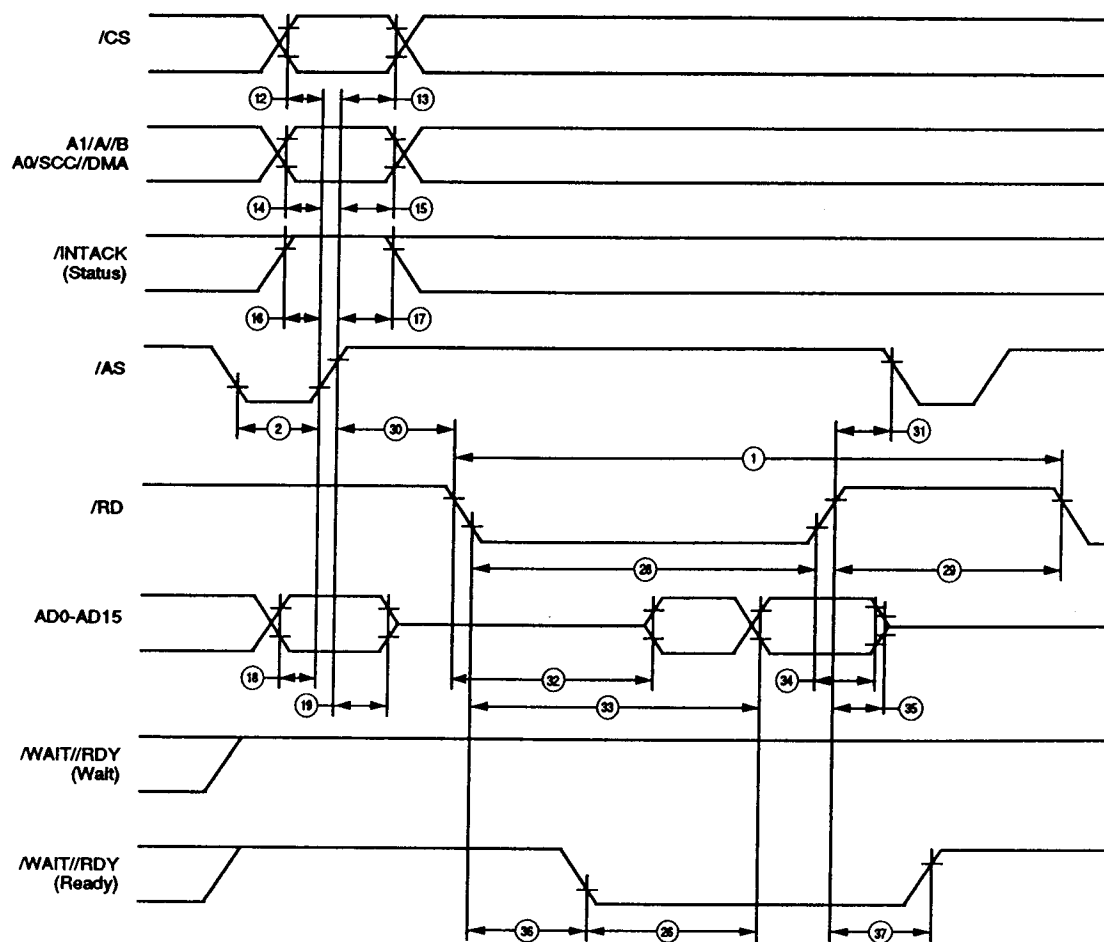 /CS
12
13
A1/A//B
A0/SCC//DMA
14
15
/INTACK
(Status)
16
17
/AS
2
30
31
1
/RD
28
29
AD0-AD15
18
32
34
19
33
35
/WAIT//RDY
(Wait)
/WAIT//RDY
(Ready)
36
26
37